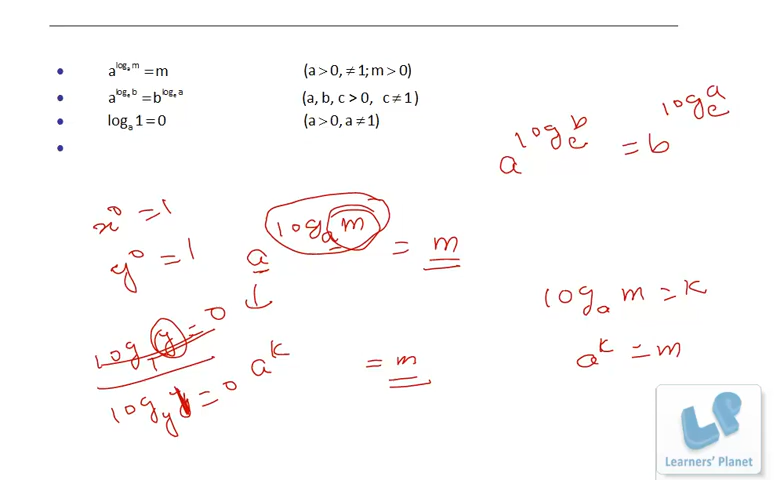 • a^(log_a m) = m (a > 0, ≠ 1; m > 0)
• a^(log_c b) = b^(log_c a) (a, b, c > 0, c ≠ 1)
• log_a 1 = 0 (a > 0, a ≠ 1)
•
a^(log_c b) = b^(log_c a)
x^0 = 1
y^0 = 1
a^(log_a m) = m
log_a m = k
log_1 y = 0
a^k = m
a^k = m
log_y 1 = 0
LP
Learners' Planet